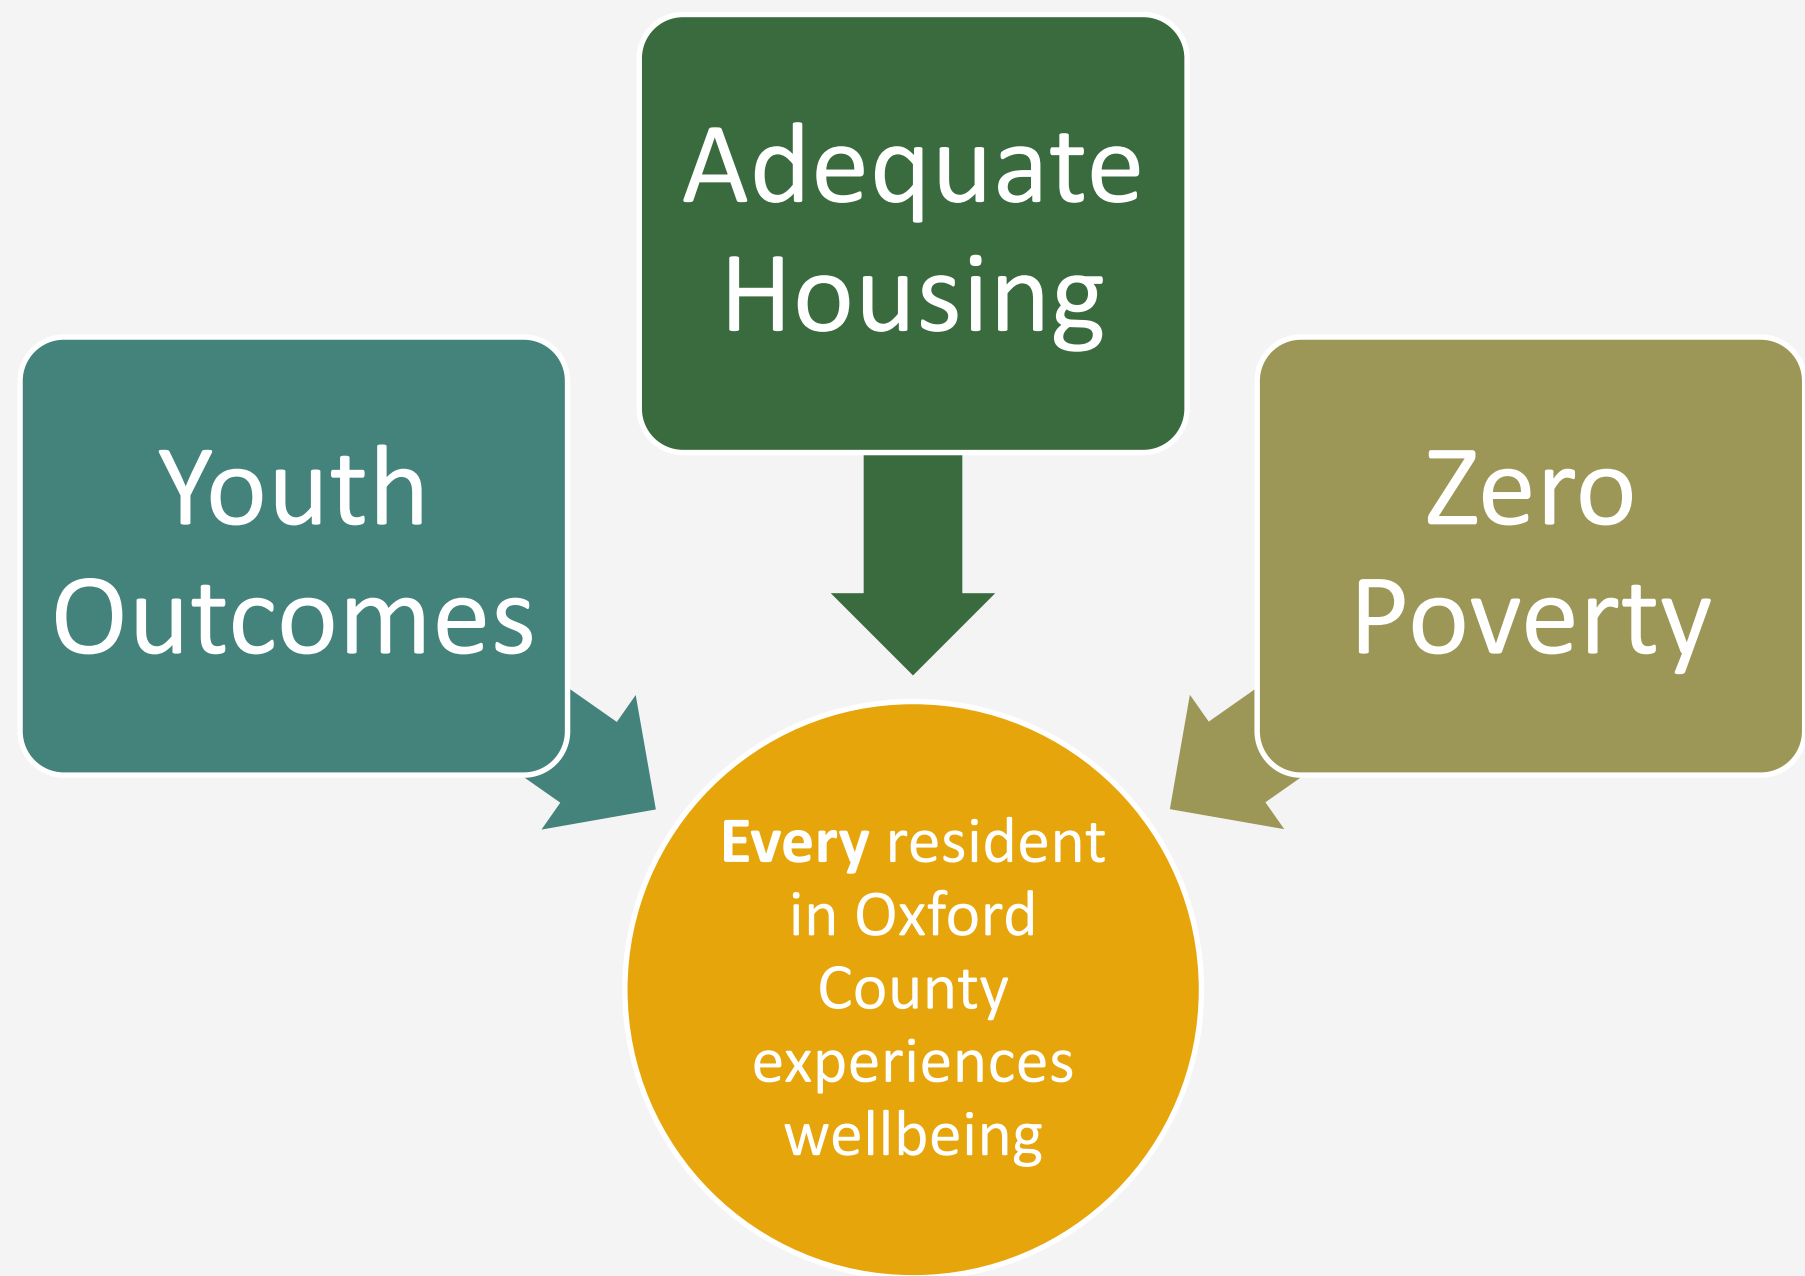 Adequate
Housing
Youth
Outcomes
Zero
Poverty
Every resident
in Oxford
County
experiences
wellbeing